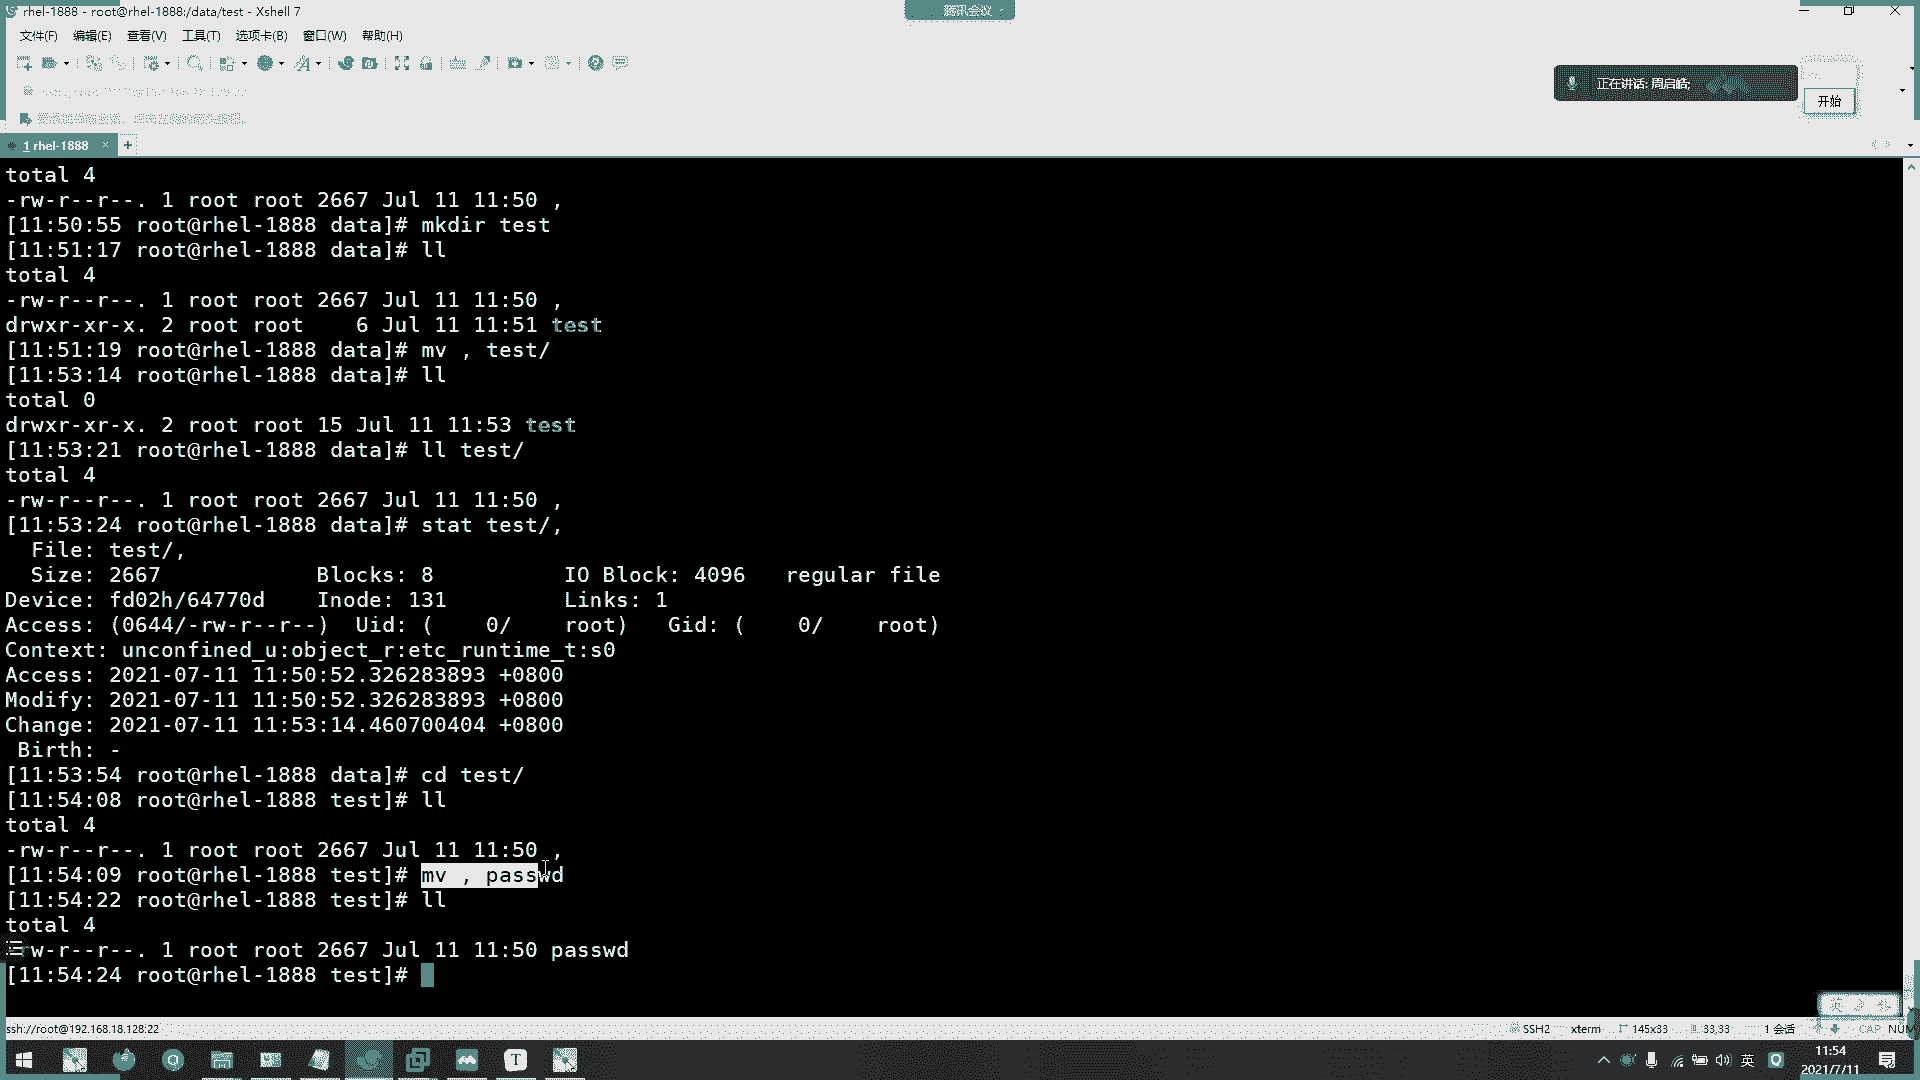 rhel-1888 - root@rhel-1888:/data/test - Xshell 7
腾讯会议
文件(F) 编辑(E) 查看(V) 工具(T) 选项卡(B) 窗口(W) 帮助(H)
正在讲话: 周启皓;
开始
1 rhel-1888 × +
total 4
-rw-r--r--. 1 root root 2667 Jul 11 11:50 ,
[11:50:55 root@rhel-1888 data]# mkdir test
[11:51:17 root@rhel-1888 data]# ll
total 4
-rw-r--r--. 1 root root 2667 Jul 11 11:50 ,
drwxr-xr-x. 2 root root    6 Jul 11 11:51 test
[11:51:19 root@rhel-1888 data]# mv , test/
[11:53:14 root@rhel-1888 data]# ll
total 0
drwxr-xr-x. 2 root root 15 Jul 11 11:53 test
[11:53:21 root@rhel-1888 data]# ll test/
total 4
-rw-r--r--. 1 root root 2667 Jul 11 11:50 ,
[11:53:24 root@rhel-1888 data]# stat test/,
  File: test/,
  Size: 2667            Blocks: 8          IO Block: 4096   regular file
Device: fd02h/64770d    Inode: 131         Links: 1
Access: (0644/-rw-r--r--)  Uid: (    0/    root)   Gid: (    0/    root)
Context: unconfined_u:object_r:etc_runtime_t:s0
Access: 2021-07-11 11:50:52.326283893 +0800
Modify: 2021-07-11 11:50:52.326283893 +0800
Change: 2021-07-11 11:53:14.460700404 +0800
 Birth: -
[11:53:54 root@rhel-1888 data]# cd test/
[11:54:08 root@rhel-1888 test]# ll
total 4
-rw-r--r--. 1 root root 2667 Jul 11 11:50 ,
[11:54:09 root@rhel-1888 test]# mv , passwd
[11:54:22 root@rhel-1888 test]# ll
total 4
rw-r--r--. 1 root root 2667 Jul 11 11:50 passwd
[11:54:24 root@rhel-1888 test]#
英
ssh://root@192.168.18.128:22 SSH2 xterm 145x33 33,33 1 会话 CAP NUM
T 英 11:54
2021/7/11